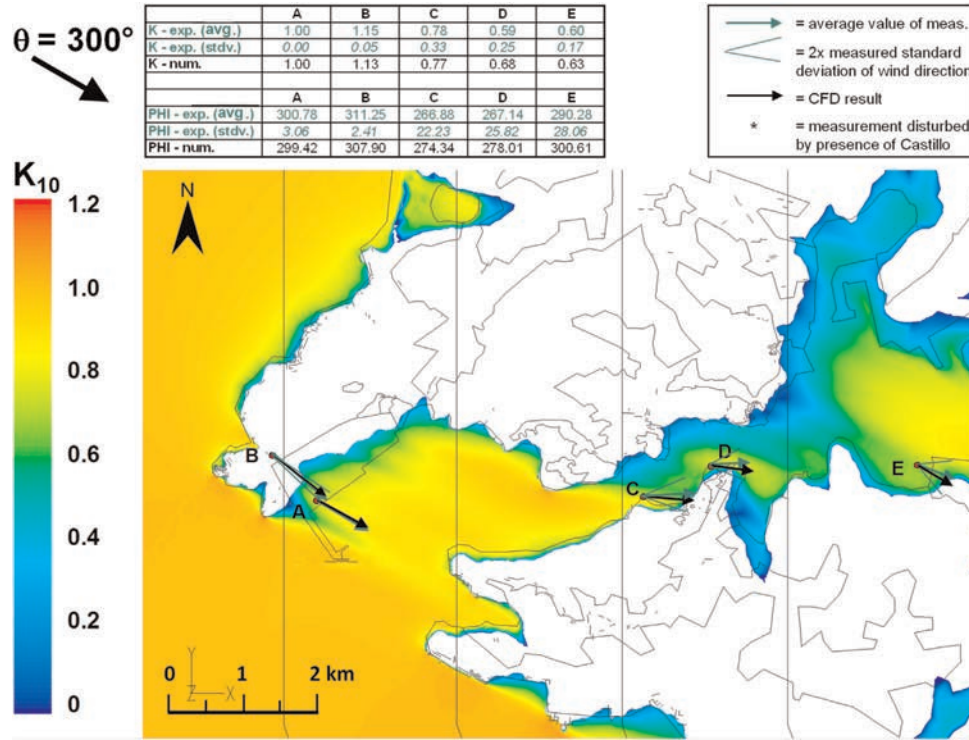 θ = 300°
A B C D E
K - exp. (avg.) 1.00 1.15 0.78 0.59 0.60
K - exp. (stdv.) 0.00 0.05 0.33 0.25 0.17
K - num. 1.00 1.13 0.77 0.68 0.63
A B C D E
PHI - exp. (avg.) 300.78 311.25 266.88 267.14 290.28
PHI - exp. (stdv.) 3.06 2.41 22.23 25.82 28.06
PHI - num. 299.42 307.90 274.34 278.01 300.61
= average value of meas.
= 2x measured standard
deviation of wind direction
= CFD result
* = measurement disturbed
by presence of Castillo
K10
1.2
1.0
0.8
0.6
0.4
0.2
0
N
B
A
C
D
E
Y
Z X
0 1 2 km